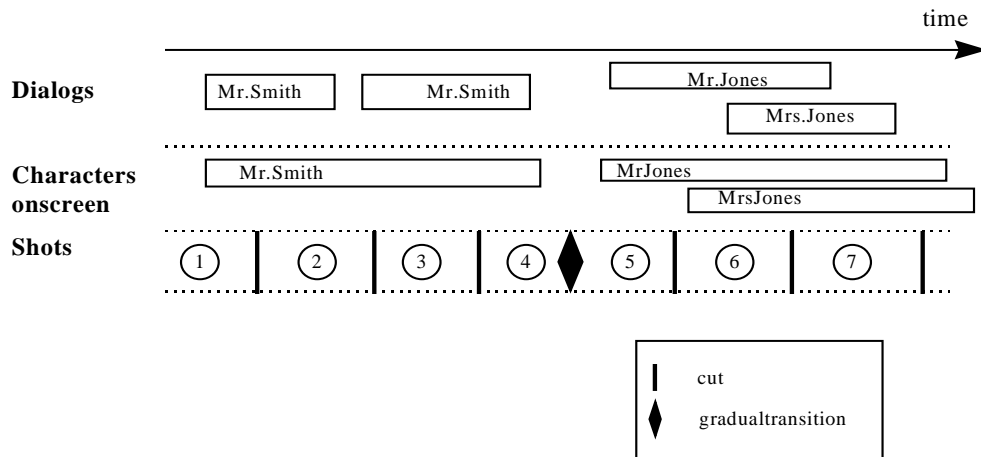 time
Dialogs
Mr.Smith
Mr.Smith
Mr.Jones
Mrs.Jones
Characters
onscreen
Mr.Smith
MrJones
MrsJones
Shots
1 2 3 4 5 6 7
cut
gradualtransition